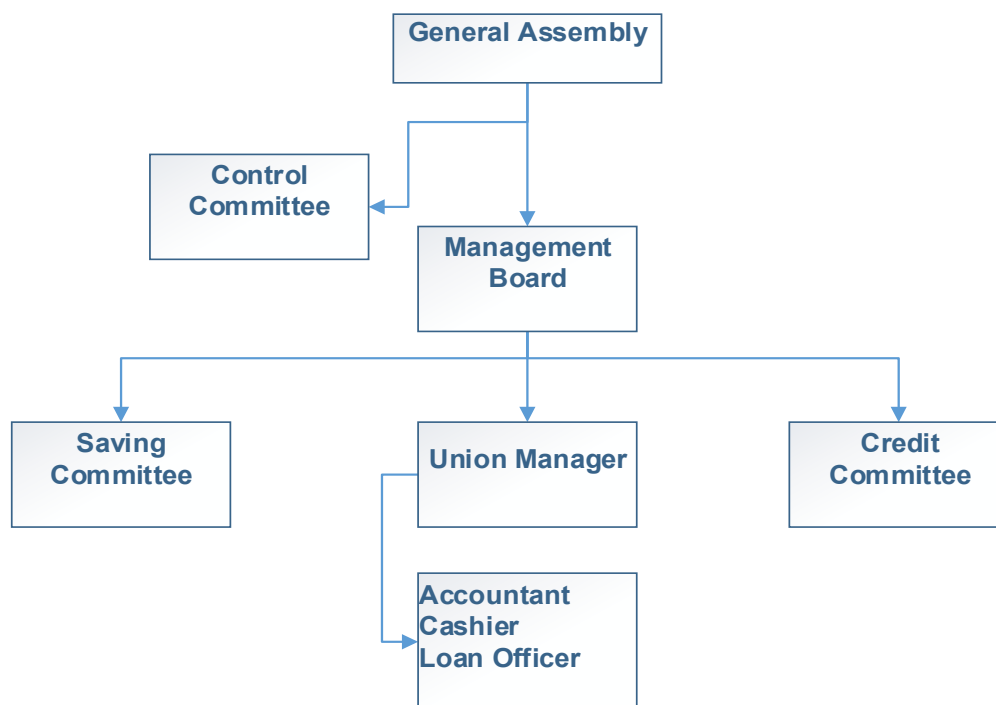 General Assembly
Control
Committee
Management
Board
Saving
Committee
Union Manager
Credit
Committee
Accountant
Cashier
Loan Officer